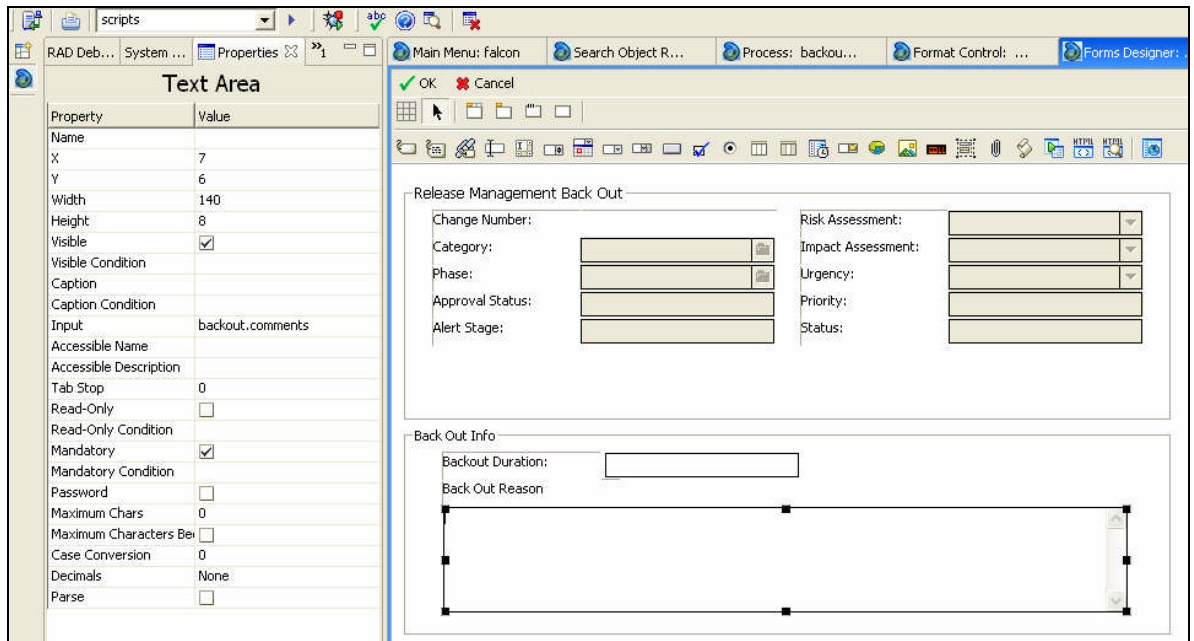 scripts
abc
RAD Deb... System ... Properties »1
Main Menu: falcon Search Object R... Process: backou... Format Control: ... Forms Designer: .
Text Area
OK Cancel
Property Value
Name
X 7
Y 6
Width 140
Height 8
Visible
Visible Condition
Caption
Caption Condition
Input backout.comments
Accessible Name
Accessible Description
Tab Stop 0
Read-Only
Read-Only Condition
Mandatory
Mandatory Condition
Password
Maximum Chars 0
Maximum Characters Be
Case Conversion 0
Decimals None
Parse
HTML HTML
Release Management Back Out
Change Number: Risk Assessment:
Category: Impact Assessment:
Phase: Urgency:
Approval Status: Priority:
Alert Stage: Status:
Back Out Info
Backout Duration:
Back Out Reason